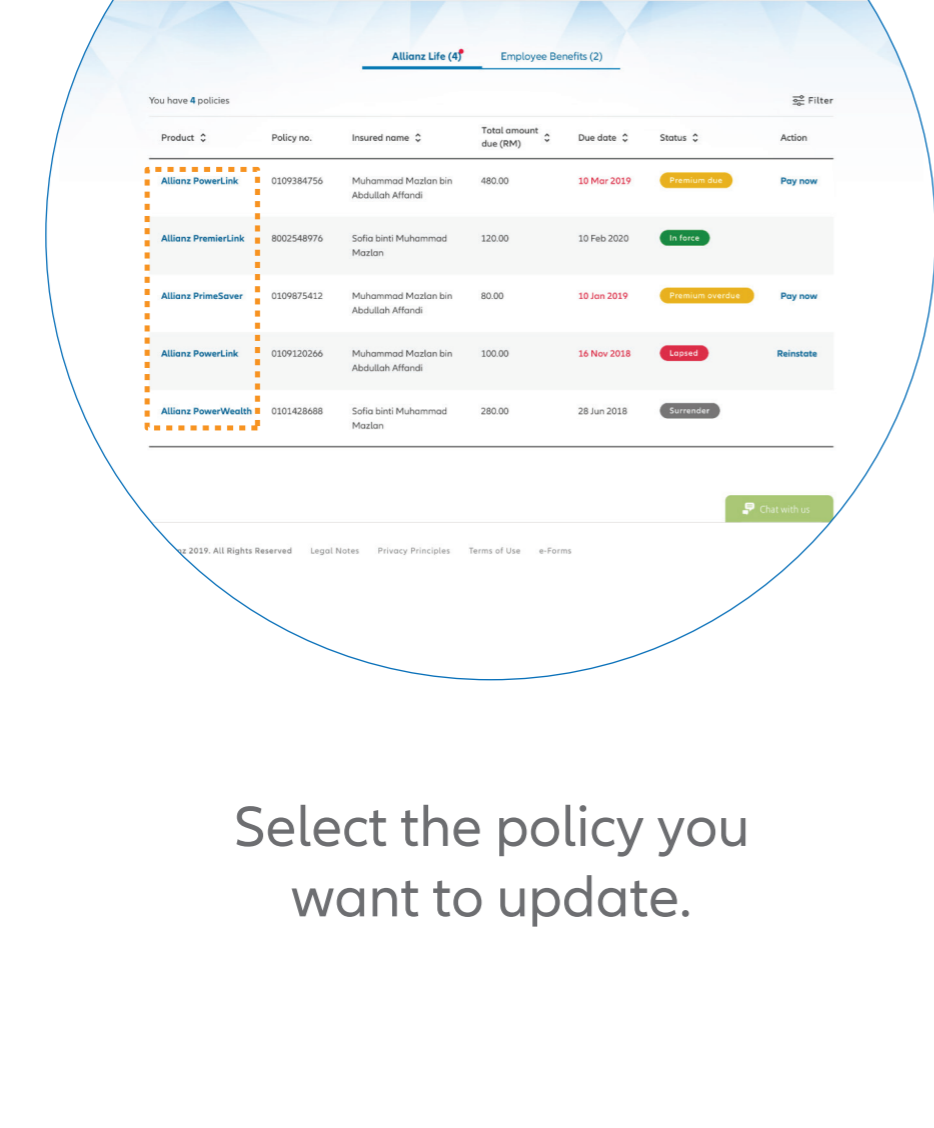 Allianz Life (4) Employee Benefits (2)
You have 4 policies Filter
Product Policy no. Insured name Total amount due (RM) Due date Status Action
Allianz PowerLink 0109384756 Muhammad Mazlan bin 480.00 10 Mar 2019 Premium due Pay now
Abdullah Affandi
Allianz PremierLink 8002548976 Sofia binti Muhammad 120.00 10 Feb 2020 In force
Mazlan
Allianz PrimeSaver 0109875412 Muhammad Mazlan bin 80.00 10 Jan 2019 Premium overdue Pay now
Abdullah Affandi
Allianz PowerLink 0109120266 Muhammad Mazlan bin 100.00 16 Nov 2018 Lapsed Reinstate
Abdullah Affandi
Allianz PowerWealth 0101428688 Sofia binti Muhammad 280.00 28 Jun 2018 Surrender
Mazlan
Chat with us
2019. All Rights Reserved Legal Notes Privacy Principles Terms of Use e-Forms
Select the policy you
want to update.